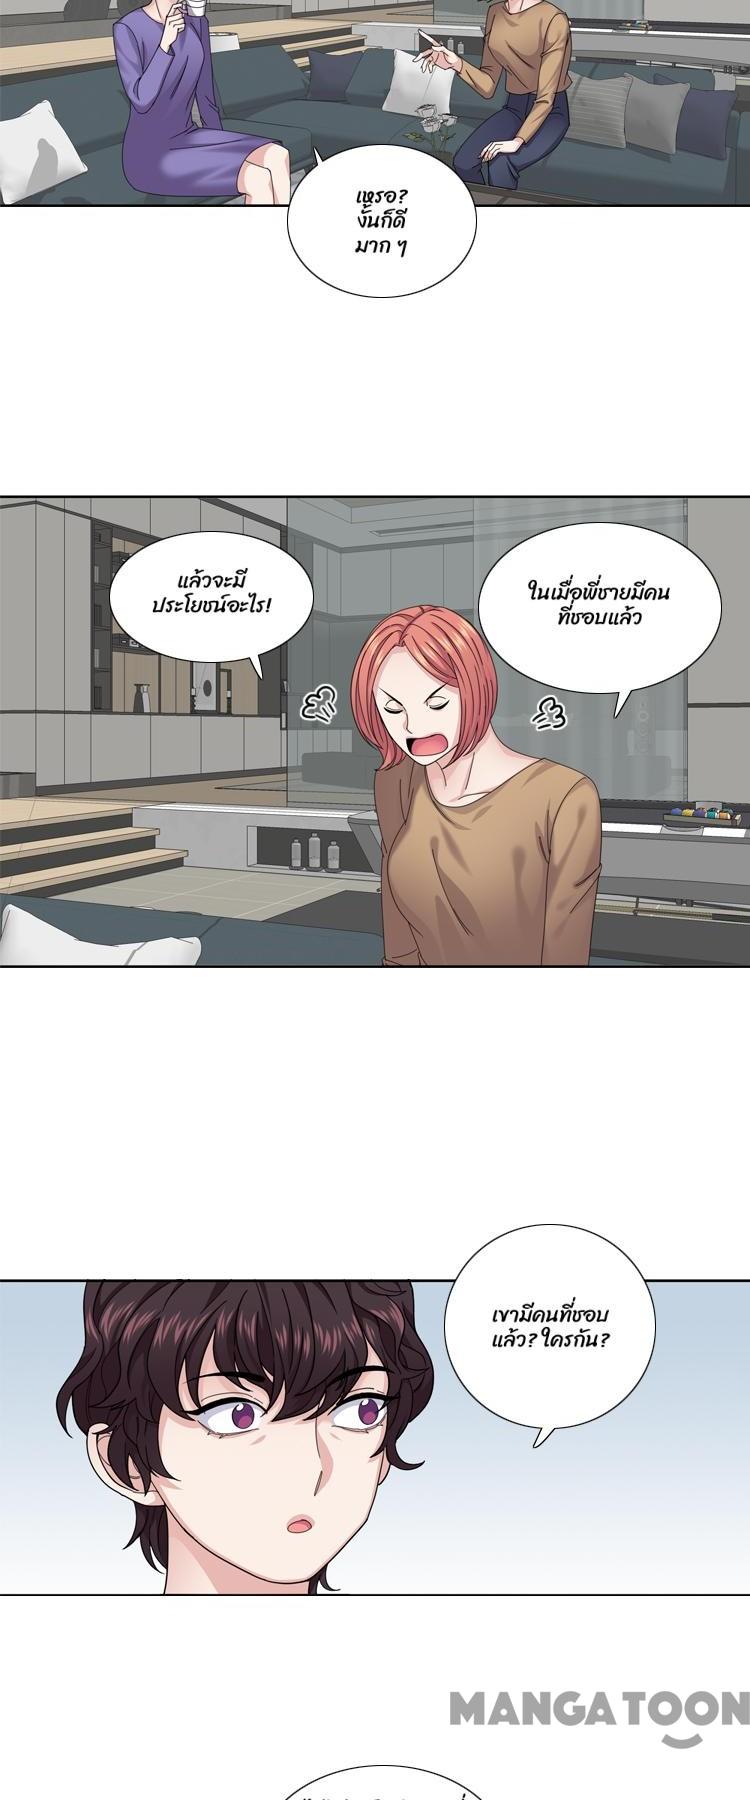 เหรอ?
งั้นก็ดี
มาก ๆ
แล้วจะมี
ประโยชน์อะไร!
ในเมื่อพี่ชายมีคน
ที่ชอบแล้ว
เขามีคนที่ชอบ
แล้ว? ใครกัน?
MANGATOON